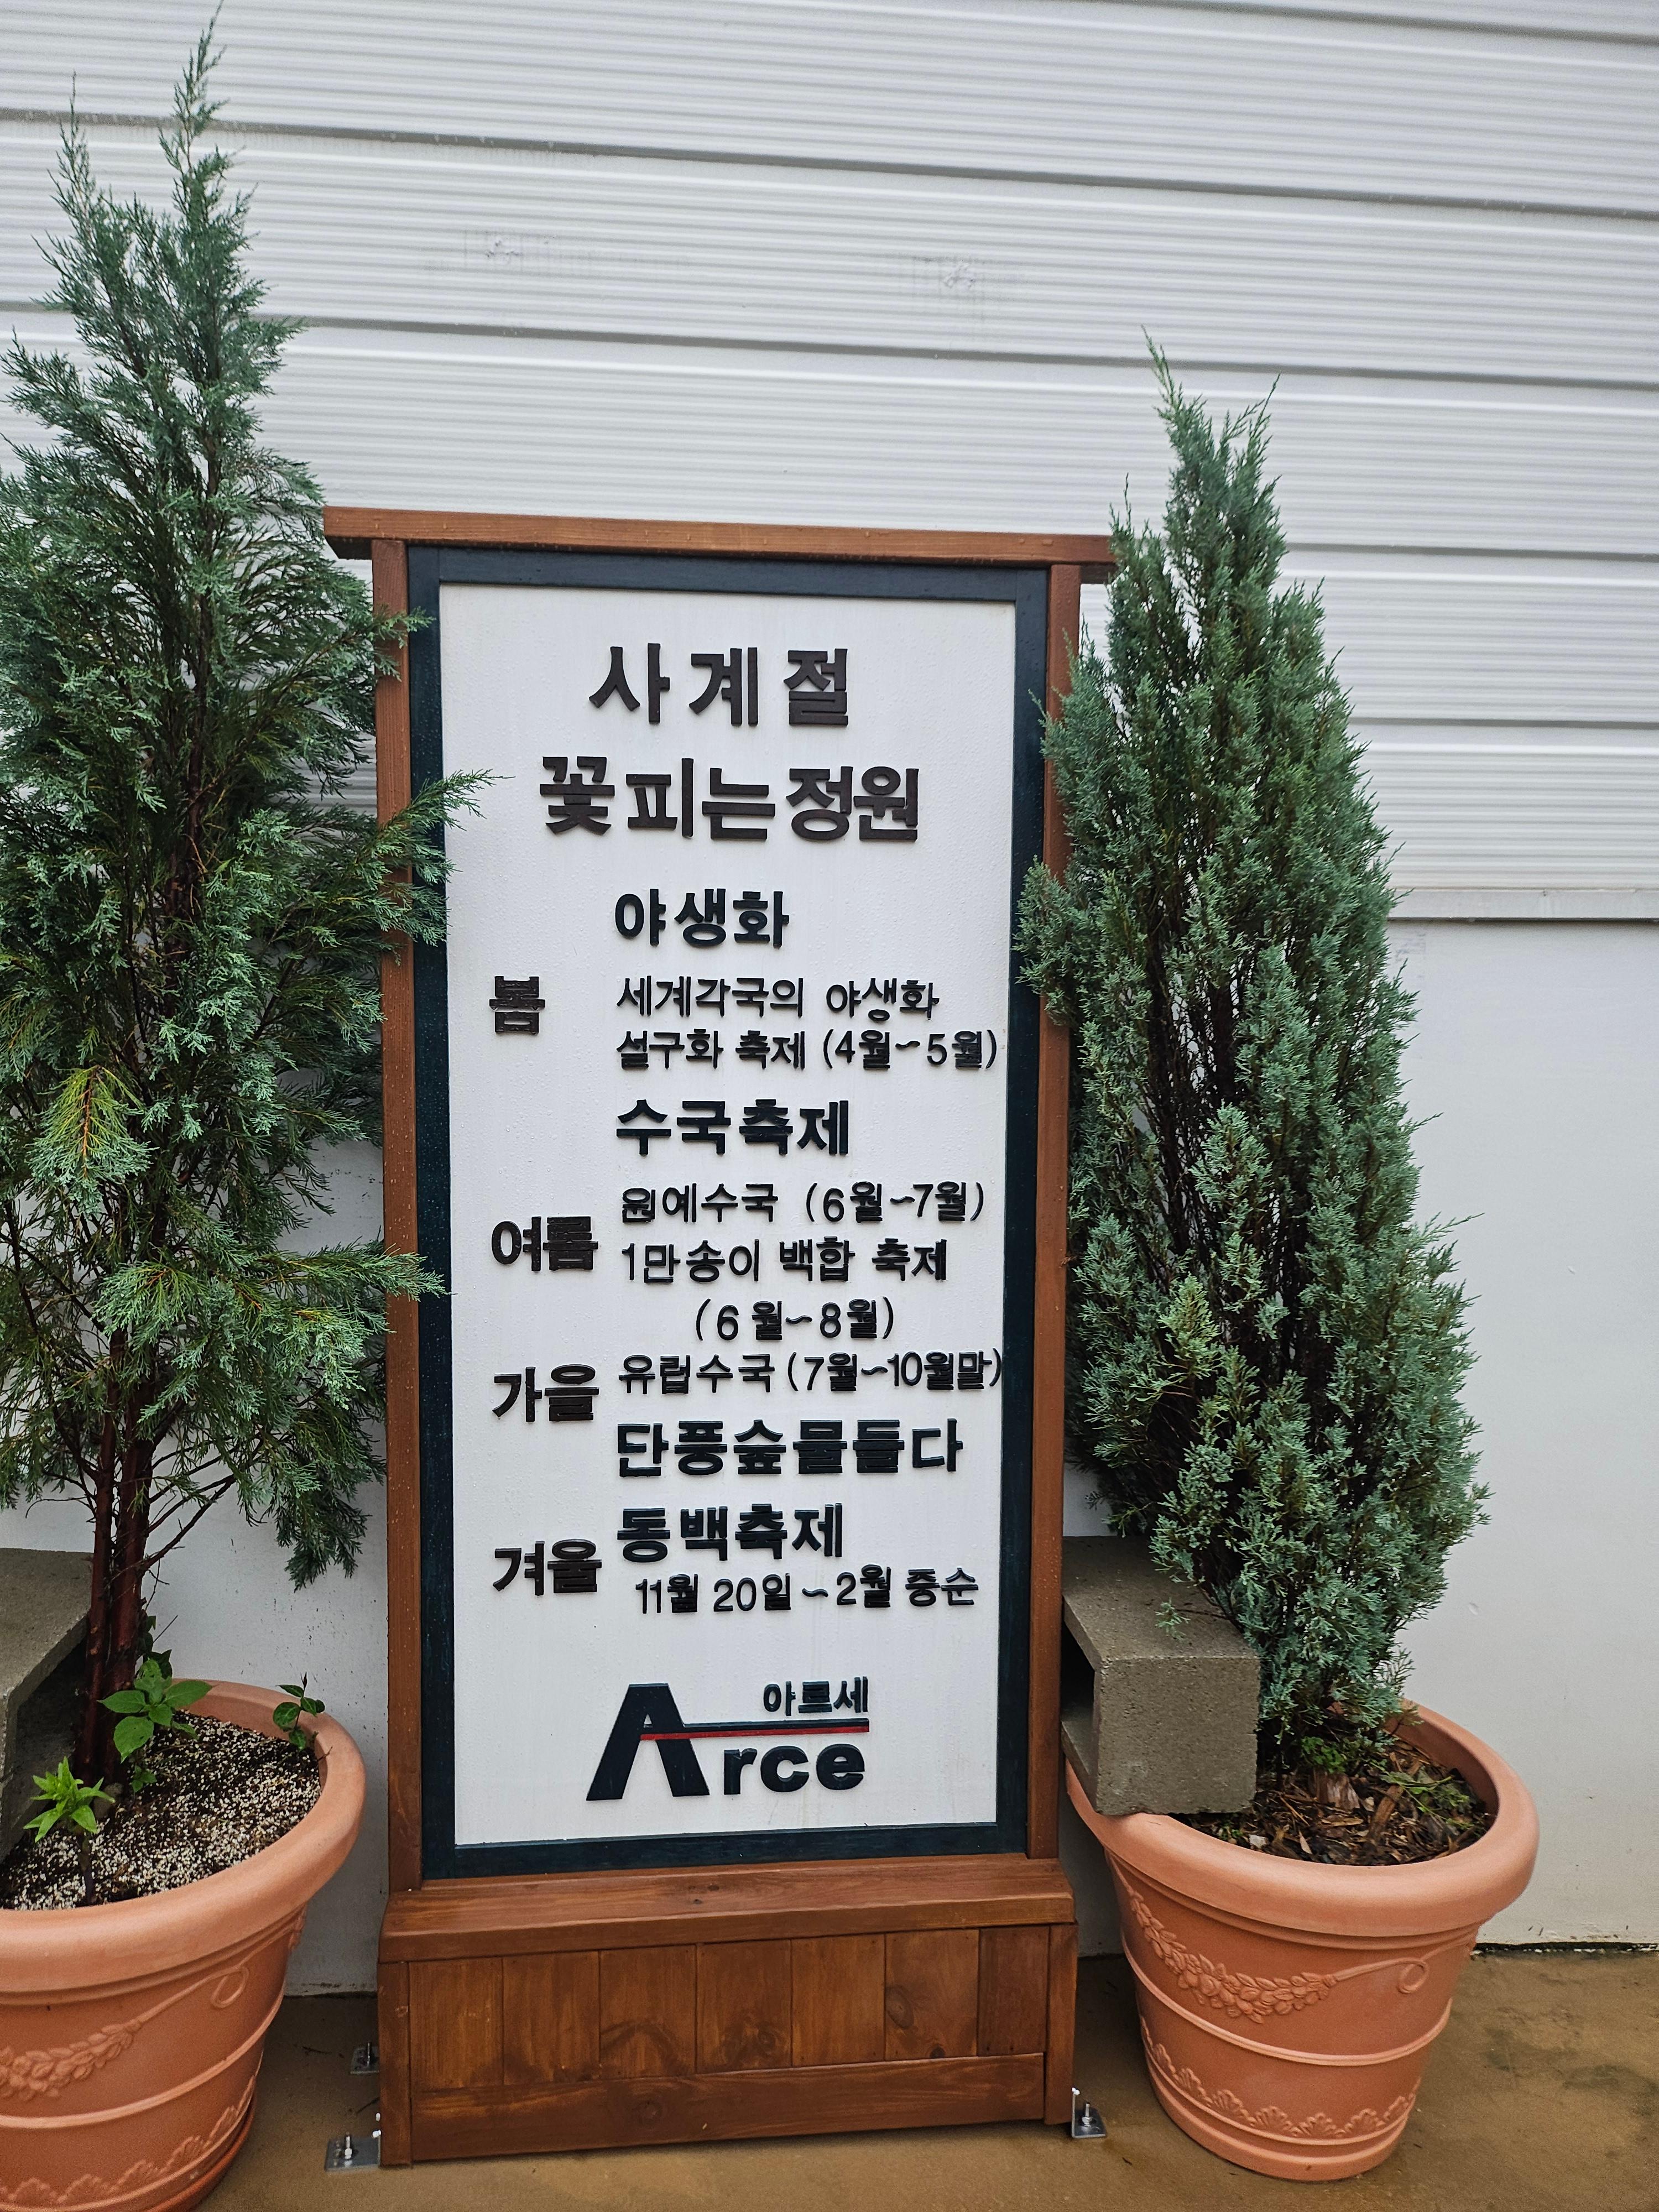 사계절
꽃피는정원
야생화
봄
세계각국의 야생화
설구화 축제 (4월~5월)
수국축제
여름
원예수국 (6월~7월)
1만송이 백합 축제
(6월~8월)
가을
유럽수국 (7월~10월말)
단풍숲물들다
겨울
동백축제
11월 20일~2월 중순
아르세
Arce